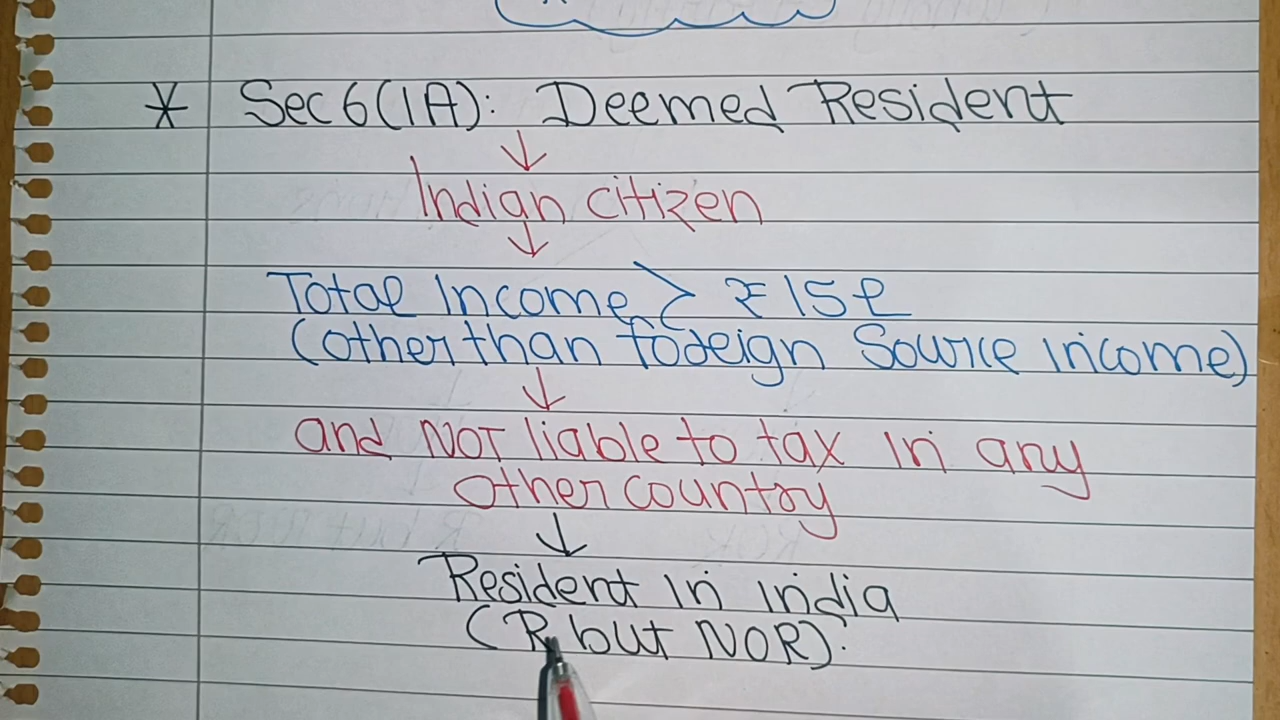 * Sec 6(1A): Deemed Resident
↓
Indian citizen
↓
Total Income > ₹ 15L
(other than foreign Source income)
↓
and NOT liable to tax in any
other country
↓
Resident in india
(R but NOR).